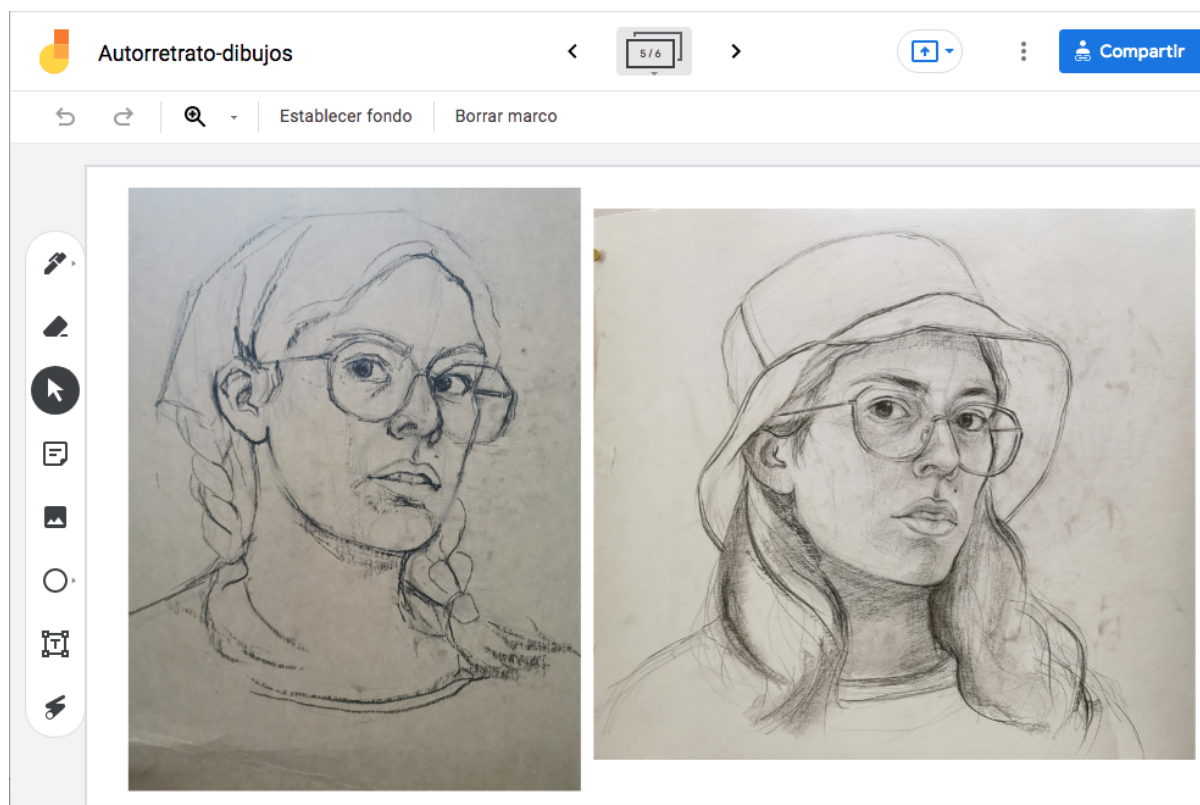 Autorretrato-dibujos
5/6
Compartir
Establecer fondo
Borrar marco
T